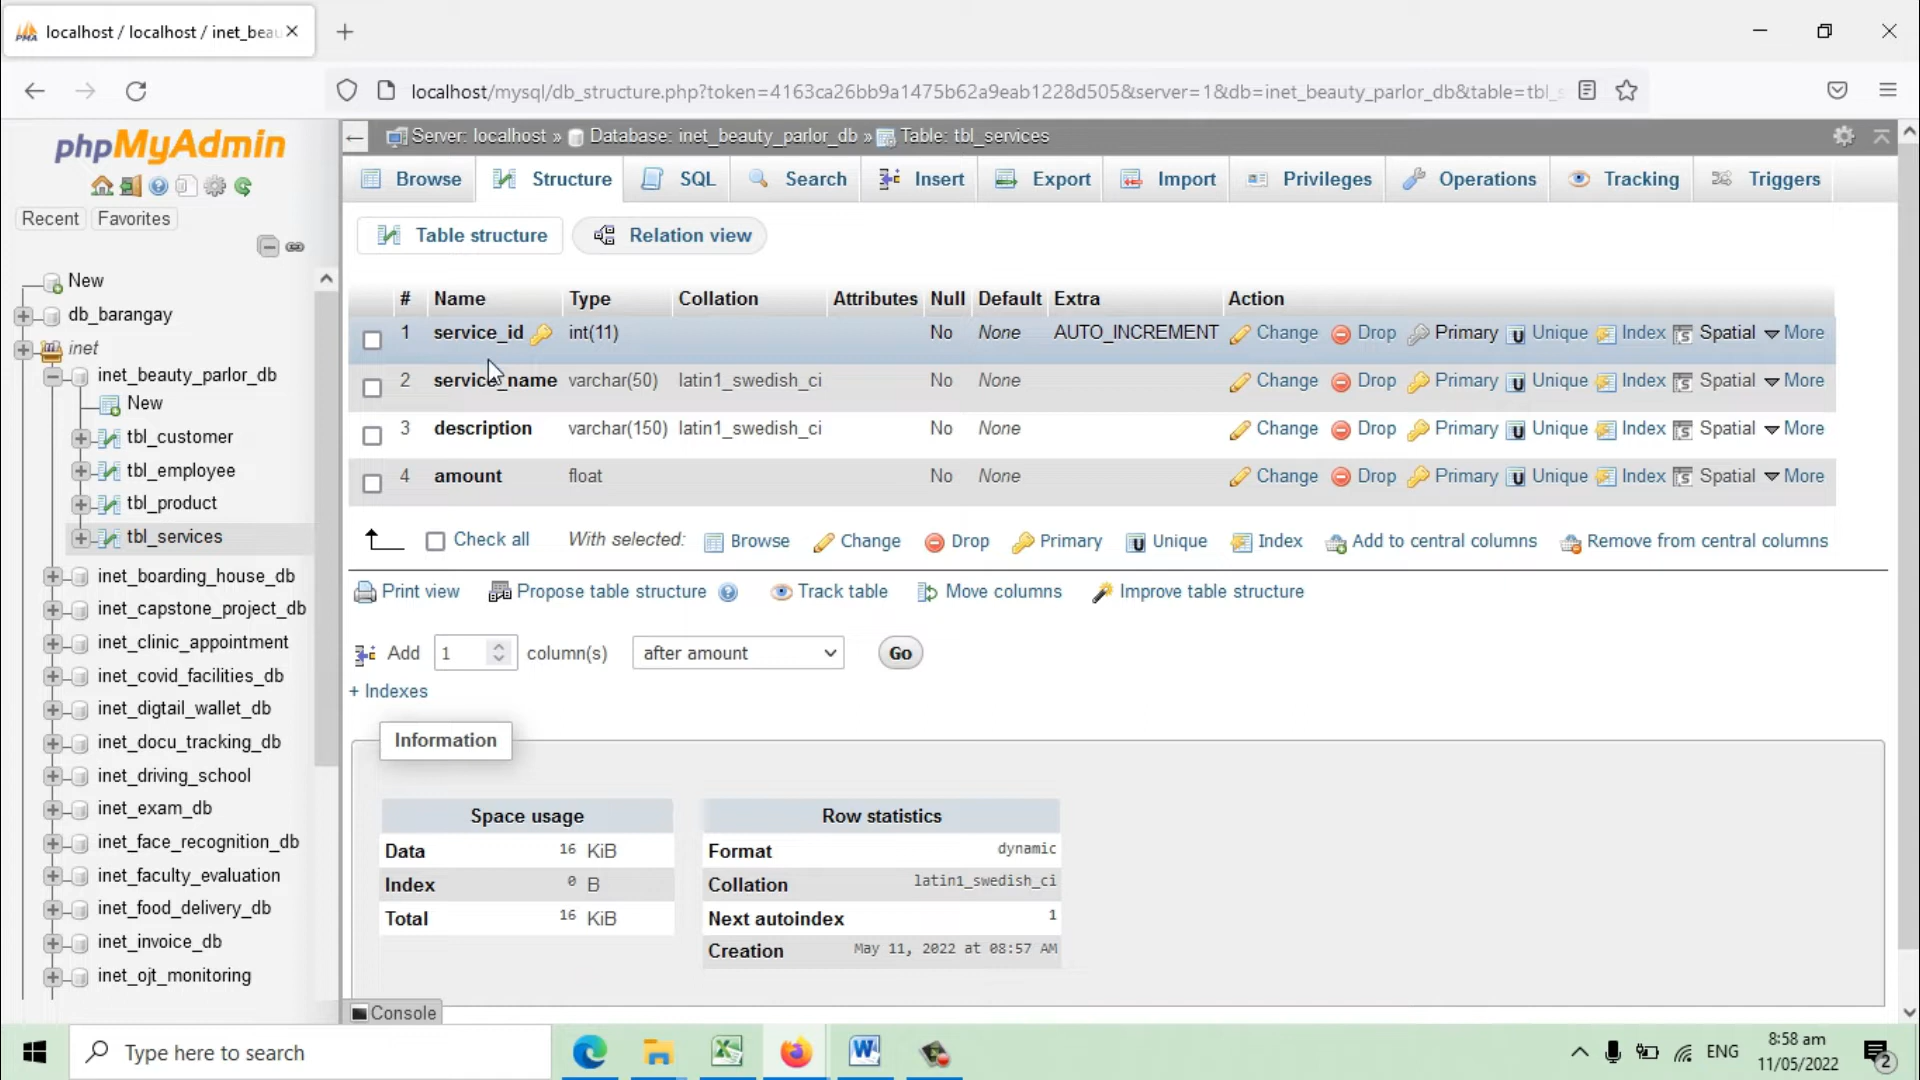 localhost / localhost / inet_beau
localhost/mysql/db_structure.php?token=4163ca26bb9a1475b62a9eab1228d505&server=1&db=inet_beauty_parlor_db&table=tbl_s
phpMyAdmin
Recent Favorites
New
db_barangay
inet
inet_beauty_parlor_db
New
tbl_customer
tbl_employee
tbl_product
tbl_services
inet_boarding_house_db
inet_capstone_project_db
inet_clinic_appointment
inet_covid_facilities_db
inet_digtail_wallet_db
inet_docu_tracking_db
inet_driving_school
inet_exam_db
inet_face_recognition_db
inet_faculty_evaluation
inet_food_delivery_db
inet_invoice_db
inet_ojt_monitoring
Server: localhost » Database: inet_beauty_parlor_db » Table: tbl_services
Browse Structure SQL Search Insert Export Import Privileges Operations Tracking Triggers
Table structure Relation view
# Name Type Collation Attributes Null Default Extra Action
1 service_id int(11) No None AUTO_INCREMENT Change Drop Primary Unique Index Spatial More
2 service_name varchar(50) latin1_swedish_ci No None Change Drop Primary Unique Index Spatial More
3 description varchar(150) latin1_swedish_ci No None Change Drop Primary Unique Index Spatial More
4 amount float No None Change Drop Primary Unique Index Spatial More
Check all With selected: Browse Change Drop Primary Unique Index Add to central columns Remove from central columns
Print view Propose table structure Track table Move columns Improve table structure
Add 1 column(s) after amount Go
+ Indexes
Information
Space usage
Data 16 KiB
Index 0 B
Total 16 KiB
Row statistics
Format dynamic
Collation latin1_swedish_ci
Next autoindex 1
Creation May 11, 2022 at 08:57 AM
Console
Type here to search
ENG
8:58 am
11/05/2022
2